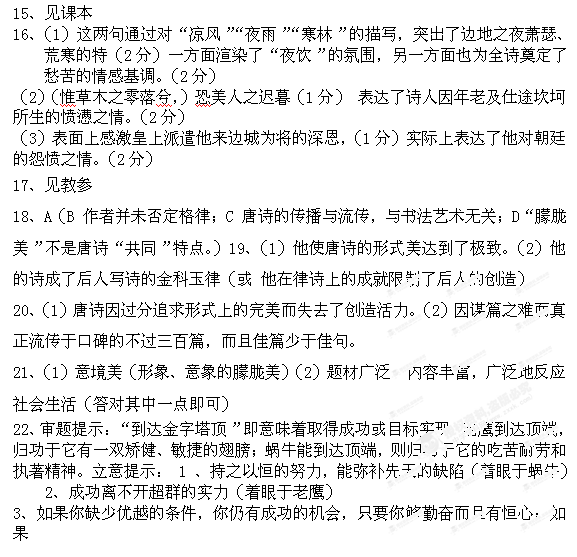 15、见课本
16、(1)这两句通过对“凉风”“夜雨”“寒林”的描写，突出了边地之夜萧瑟、
荒寒的特（2分）一方面渲染了“夜饮”的氛围，另一方面也为全诗奠定了
愁苦的情感基调。（2分）
（2）（惟草木之零落兮，）恐美人之迟暮（1分） 表达了诗人因年老及仕途坎坷
所生的愤懑之情。（2分）
（3）表面上感激皇上派遣他来边城为将的深恩，（1分）实际上表达了他对朝廷
的怨愤之情。（2分）
17、见教参
18、A（B 作者并未否定格律；C 唐诗的传播与流传，与书法艺术无关；D“朦胧
美”不是唐诗“共同”特点。）19、（1）他使唐诗的形式美达到了极致。（2）他
的诗成了后人写诗的金科玉律（或 他在律诗上的成就限制了后人的创造）
20、（1）唐诗因过分追求形式上的完美而失去了创造活力。（2）因谋篇之难而真
正流传于口碑的不过三百篇，而且佳篇少于佳句。
21、（1）意境美（形象、意象的朦胧美）（2）题材广泛 内容丰富，广泛地反应
社会生活（答对其中一点即可）
22、审题提示：“到达金字塔顶”即意味着取得成功或目标实现 老鹰到达顶端，
归功于它有一双矫健、敏捷的翅膀；蜗牛能到达顶端，则归功于它的吃苦耐劳和
执著精神。立意提示： 1 、持之以恒的努力，能弥补先天的缺陷（着眼于蜗牛）
2、成功离不开超群的实力（着眼于老鹰）
3、如果你缺少优越的条件，你仍有成功的机会，只要你够勤奋而且有恒心；如
果